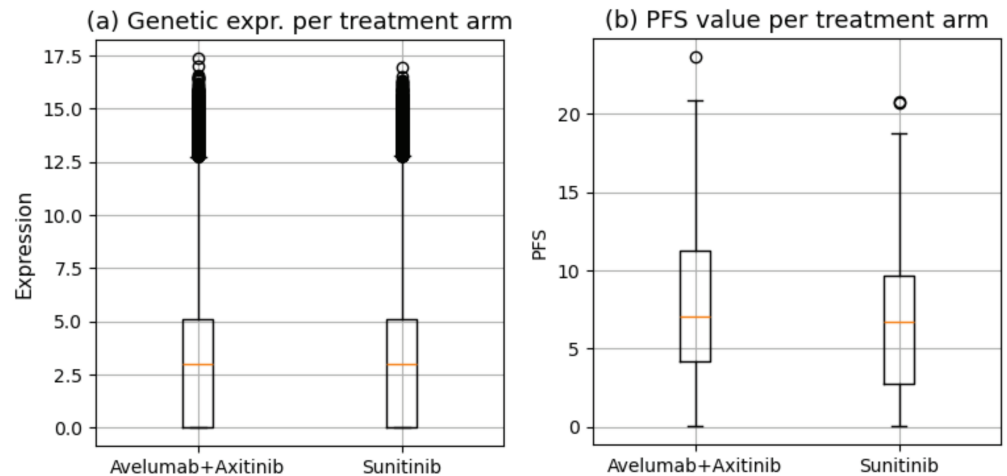 (a) Genetic expr. per treatment arm
17.5
15.0
12.5
10.0
7.5
5.0
2.5
0.0
Expression
Avelumab+Axitinib
Sunitinib
(b) PFS value per treatment arm
20
15
10
5
0
PFS
Avelumab+Axitinib
Sunitinib